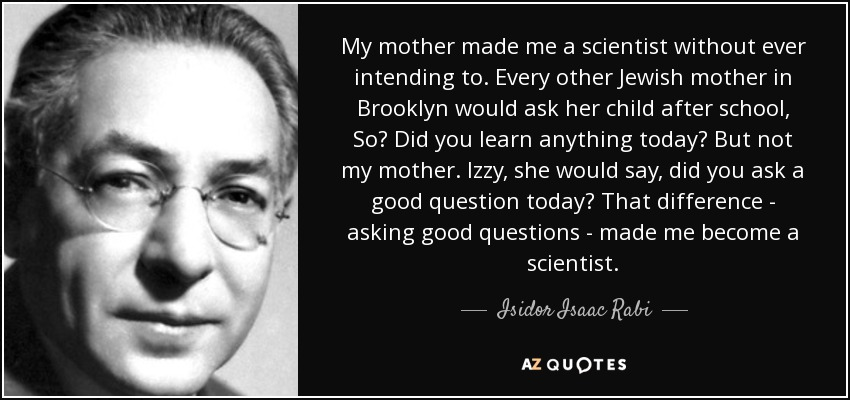 My mother made me a scientist without ever
intending to. Every other Jewish mother in
Brooklyn would ask her child after school,
So? Did you learn anything today? But not
my mother. Izzy, she would say, did you ask a
good question today? That difference -
asking good questions - made me become a
scientist.
Isidor Isaac Rabi
AZ QUOTES